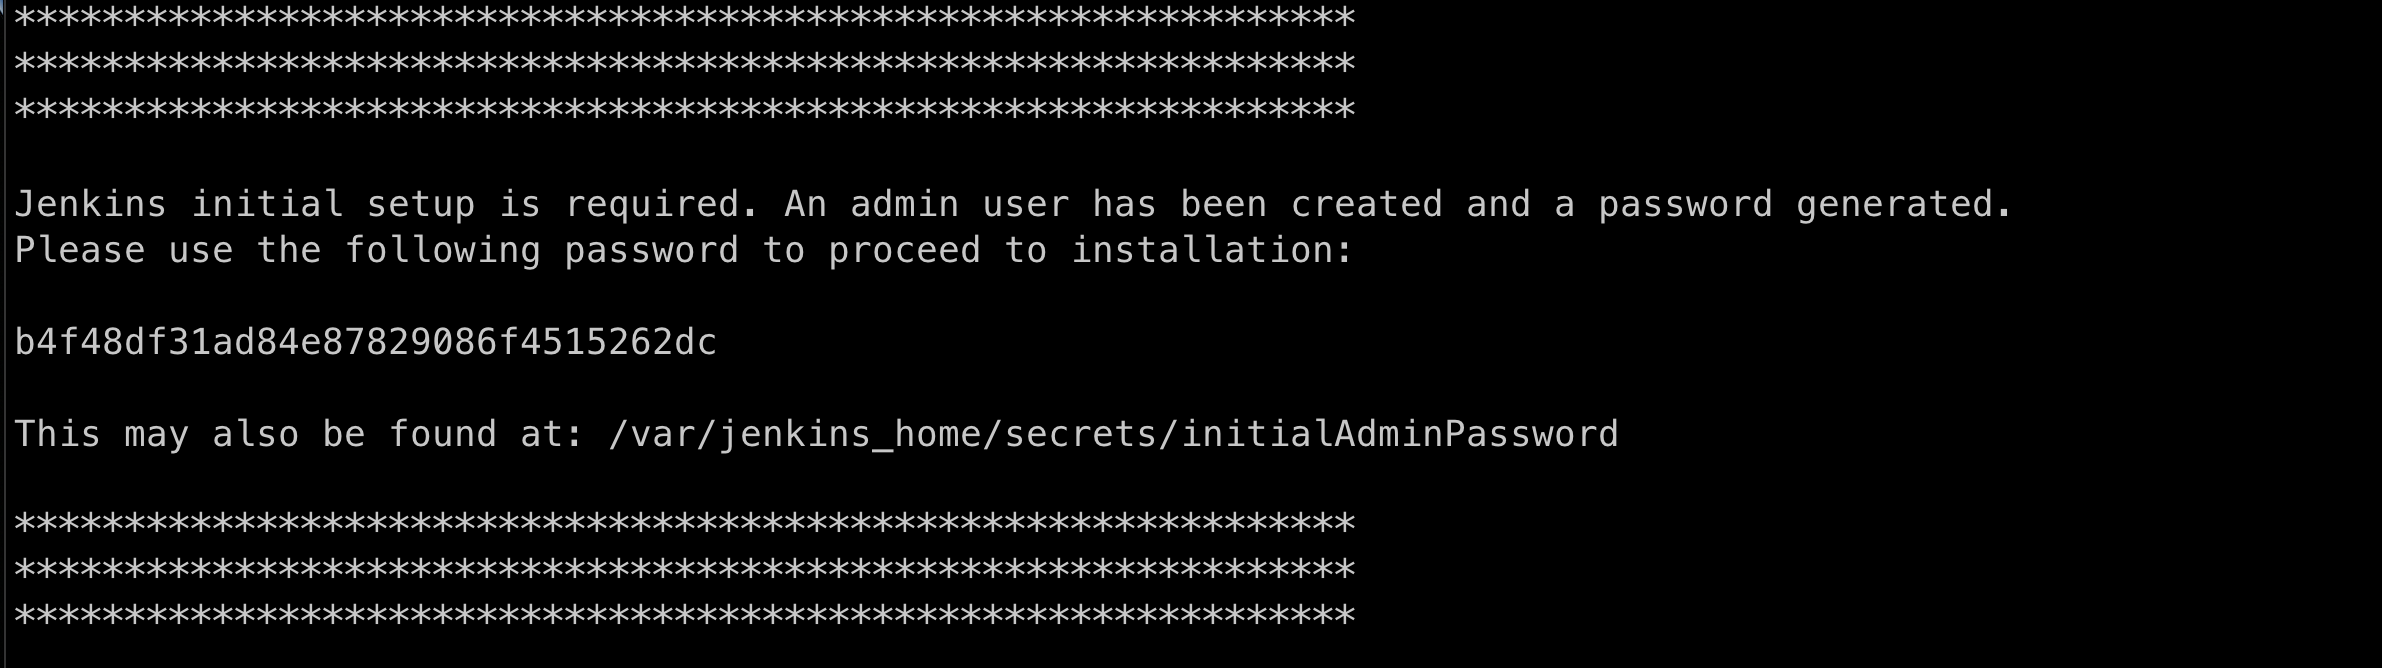 *************************************************************
*************************************************************
*************************************************************
Jenkins initial setup is required. An admin user has been created and a password generated.
Please use the following password to proceed to installation:
b4f48df31ad84e87829086f4515262dc
This may also be found at: /var/jenkins_home/secrets/initialAdminPassword
*************************************************************
*************************************************************
*************************************************************